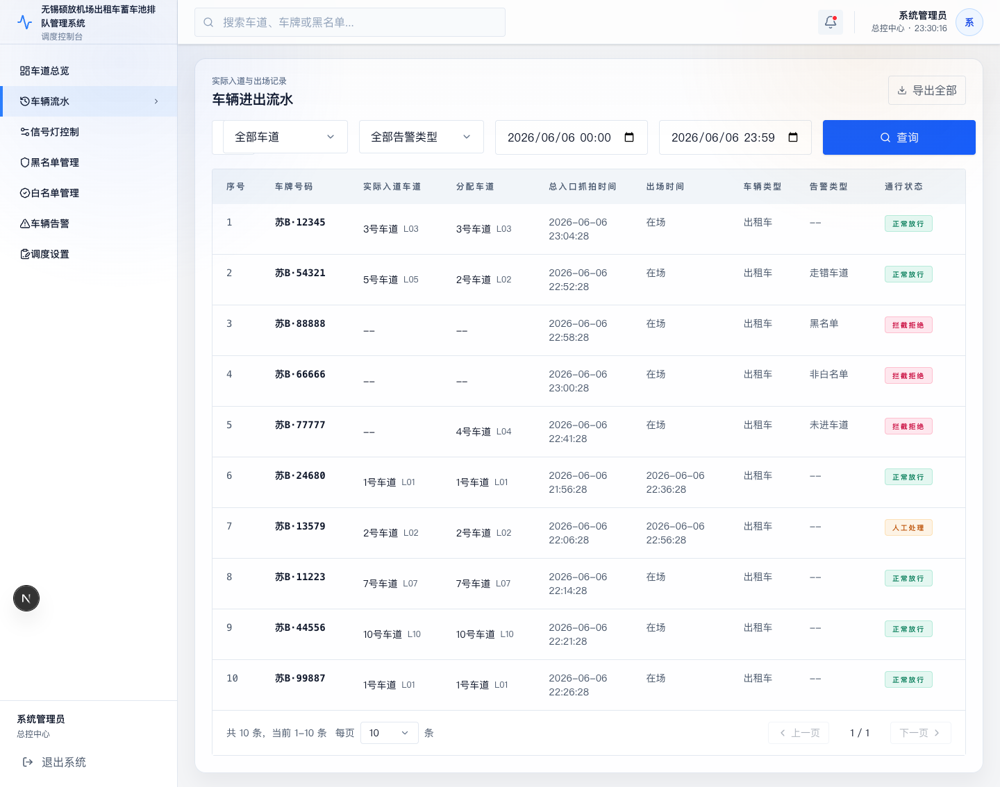 无锡硕放机场出租车蓄车池排
队管理系统
调度控制台
搜索车道、车牌或黑名单...
系统管理员
总控中心 · 23:30:16
系
车道总览
车辆流水
信号灯控制
黑名单管理
白名单管理
车辆告警
调度设置
N
系统管理员
总控中心
退出系统
实际入道与出场记录
车辆进出流水
导出全部
全部车道
全部告警类型
2026/06/06 00:00
2026/06/06 23:59
查询
序号 车牌号码 实际入道车道 分配车道 总入口抓拍时间 出场时间 车辆类型 告警类型 通行状态
1 苏B·12345 3号车道 L03 3号车道 L03 2026-06-06 在场 出租车 -- 正常放行
23:04:28
2 苏B·54321 5号车道 L05 2号车道 L02 2026-06-06 在场 出租车 走错车道 正常放行
22:52:28
3 苏B·88888 -- -- 2026-06-06 在场 出租车 黑名单 拦截拒绝
22:58:28
4 苏B·66666 -- -- 2026-06-06 在场 出租车 非白名单 拦截拒绝
23:00:28
5 苏B·77777 -- 4号车道 L04 2026-06-06 在场 出租车 未进车道 拦截拒绝
22:41:28
6 苏B·24680 1号车道 L01 1号车道 L01 2026-06-06 2026-06-06 出租车 -- 正常放行
21:56:28 22:36:28
7 苏B·13579 2号车道 L02 2号车道 L02 2026-06-06 2026-06-06 出租车 -- 人工处理
22:06:28 22:56:28
8 苏B·11223 7号车道 L07 7号车道 L07 2026-06-06 在场 出租车 -- 正常放行
22:14:28
9 苏B·44556 10号车道 L10 10号车道 L10 2026-06-06 在场 出租车 -- 正常放行
22:21:28
10 苏B·99887 1号车道 L01 1号车道 L01 2026-06-06 在场 出租车 -- 正常放行
22:26:28
共 10 条，当前 1-10 条 每页 10 条 上一页 1 / 1 下一页